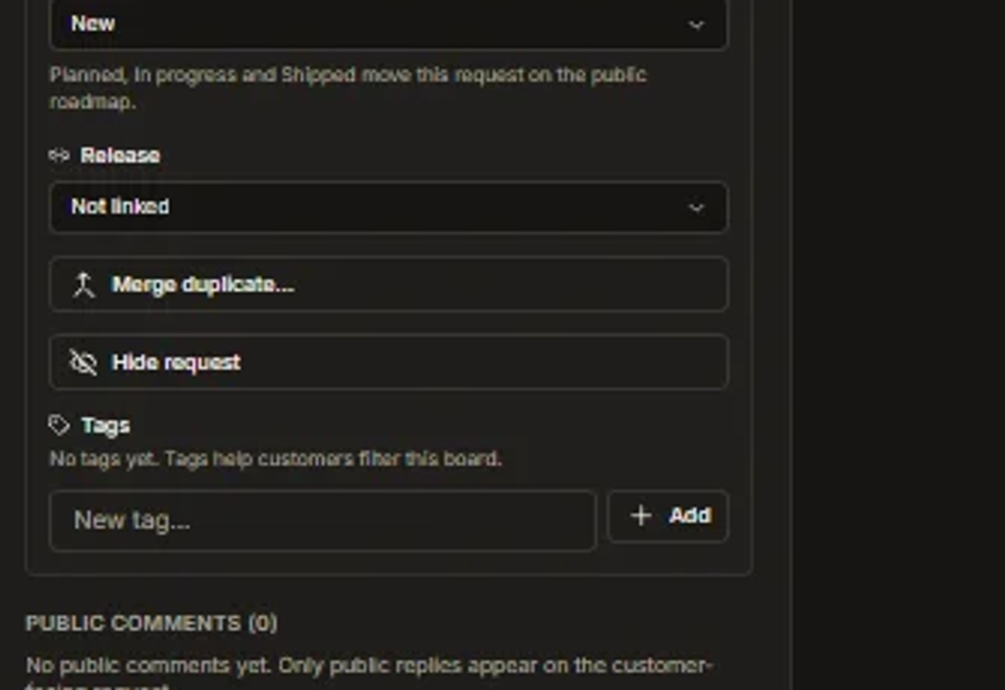 New
Planned, In progress and Shipped move this request on the public
roadmap.
Release
Not linked
Merge duplicate...
Hide request
Tags
No tags yet. Tags help customers filter this board.
New tag...
Add
PUBLIC COMMENTS (0)
No public comments yet. Only public replies appear on the customer-
facing request.